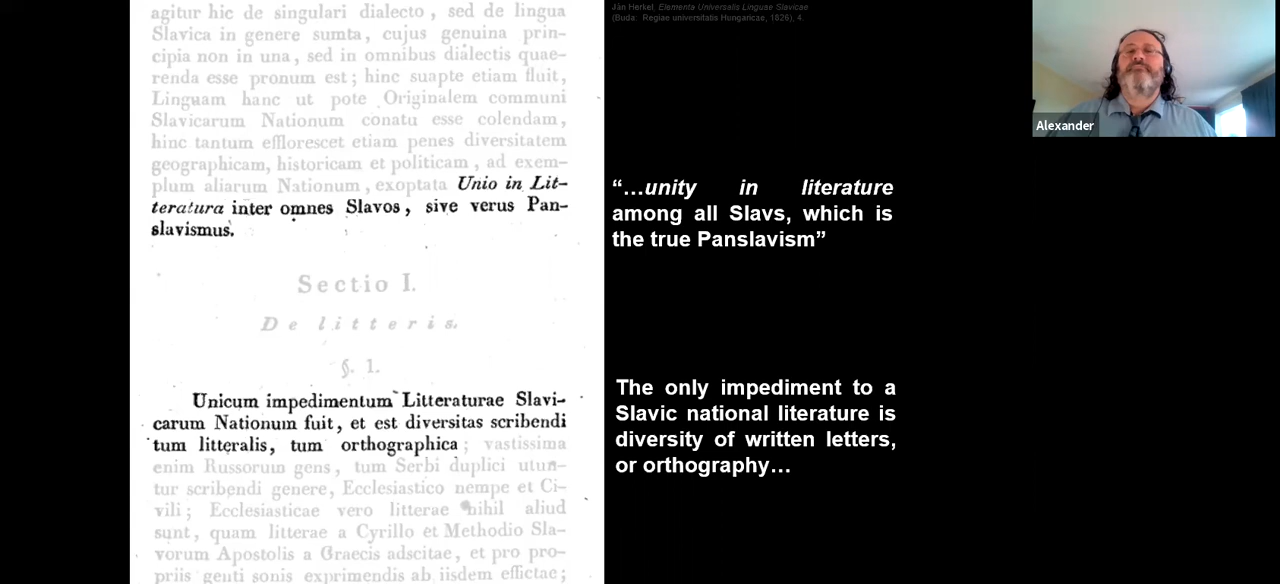 agitur hic de singulari dialecto, sed de lingua
Slavica in genere sumta, cujus genuina prin-
cipia non in una, sed in omnibus dialectis quae-
renda esse pronum est; hinc suapte etiam fluit,
Linguam hanc ut pote Originalem communi
Slavicarum Nationum conatu esse colendam,
hinc tantum efflorescet etiam penes diversitatem
geographicam, historicam et politicam, ad exem-
plum aliarum Nationum, exoptata Unio in Lit-
teratura inter omnes Slavos, sive verus Pan-
slavismus.
Sectio I.
De litteris.
§. 1.
Unicum impedimentum Litteraturae Slavi-
carum Nationum fuit, et est diversitas scribendi
tum litteralis, tum orthographica; vastissima
enim Russorum gens, tum Serbi duplici utun-
tur scribendi genere, Ecclesiastico nempe et Ci-
vili; Ecclesiasticae vero litterae nihil aliud
sunt, quam litterae a Cyrillo et Methodio Sla-
vorum Apostolis a Graecis adscitae, et pro pro-
priis genti sonis exprimendis ab iisdem effictae;
Ján Herkel, Elementa Universalis Linguae Slavicae
(Buda: Regiae universitatis Hungaricae, 1826), 4.
“…unity in literature
among all Slavs, which is
the true Panslavism”
The only impediment to a
Slavic national literature is
diversity of written letters,
or orthography…
Alexander